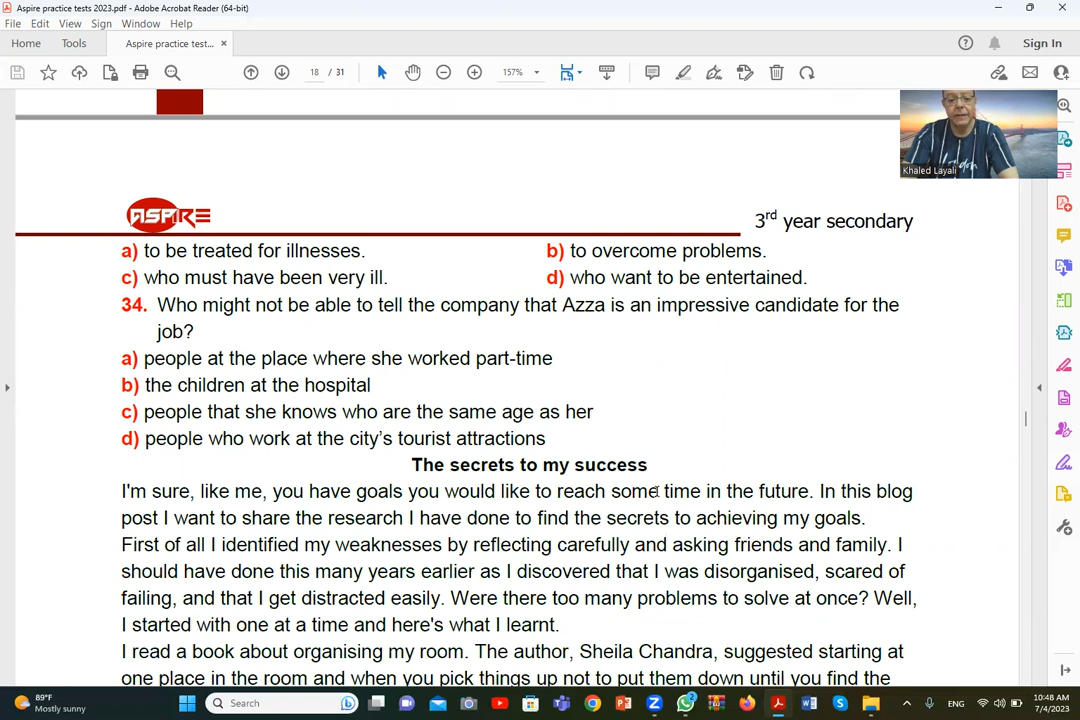 Aspire practice tests 2023.pdf - Adobe Acrobat Reader (64-bit)
File Edit View Sign Window Help
Home Tools Aspire practice test... × Sign In
18 / 31 157%
Khaled Layali
ASPIRE
3rd year secondary
a) to be treated for illnesses. b) to overcome problems.
c) who must have been very ill. d) who want to be entertained.
34. Who might not be able to tell the company that Azza is an impressive candidate for the
job?
a) people at the place where she worked part-time
b) the children at the hospital
c) people that she knows who are the same age as her
d) people who work at the city's tourist attractions
The secrets to my success
I'm sure, like me, you have goals you would like to reach some time in the future. In this blog
post I want to share the research I have done to find the secrets to achieving my goals.
First of all I identified my weaknesses by reflecting carefully and asking friends and family. I
should have done this many years earlier as I discovered that I was disorganised, scared of
failing, and that I get distracted easily. Were there too many problems to solve at once? Well,
I started with one at a time and here's what I learnt.
I read a book about organising my room. The author, Sheila Chandra, suggested starting at
one place in the room and when you pick things up not to put them down until you find the
89°F
Mostly sunny
Search
2
ENG
10:48 AM
7/4/2023